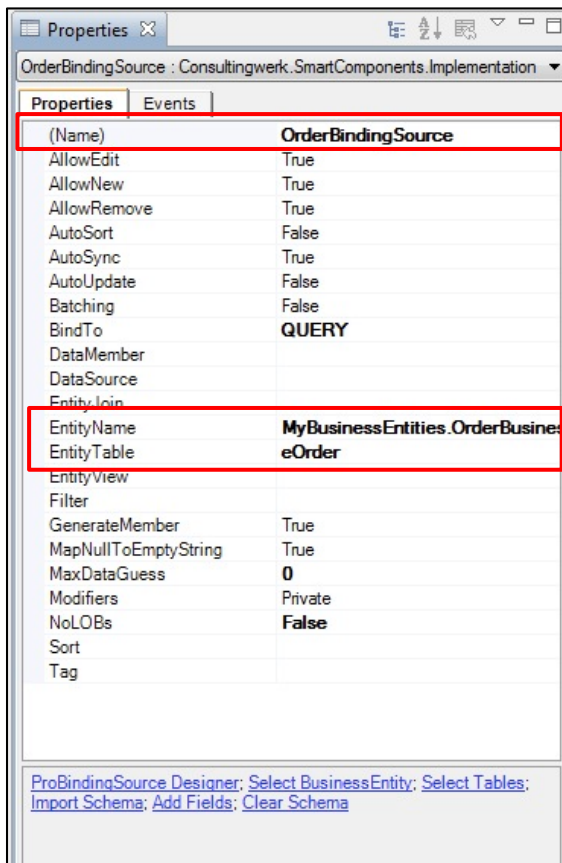 Properties
OrderBindingSource : Consultingwerk.SmartComponents.Implementation
Properties Events
(Name) OrderBindingSource
AllowEdit True
AllowNew True
AllowRemove True
AutoSort False
AutoSync True
AutoUpdate False
Batching False
BindTo QUERY
DataMember
DataSource
EntityJoin
EntityName MyBusinessEntities.OrderBusines
EntityTable eOrder
EntityView
Filter
GenerateMember True
MapNullToEmptyString True
MaxDataGuess 0
Modifiers Private
NoLOBs False
Sort
Tag
ProBindingSource Designer; Select BusinessEntity; Select Tables;
Import Schema; Add Fields; Clear Schema